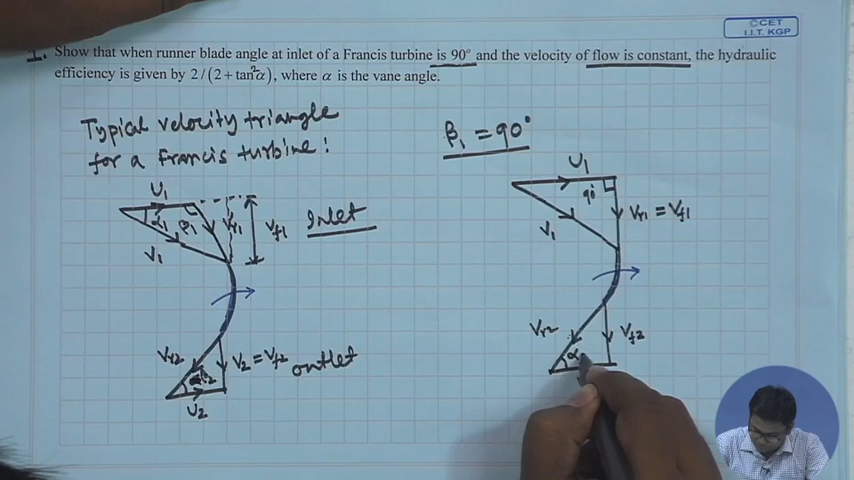 ©CET
I.I.T. KGP
1. Show that when runner blade angle at inlet of a Francis turbine is 90° and the velocity of flow is constant, the hydraulic
efficiency is given by 2/(2+tan²α), where α is the vane angle.
Typical velocity triangle
for a Francis turbine:
β₁ = 90°
U₁
α₁
β₁
Vr1
Vf1
Inlet
V₁
Vr2
V2 = Vf2
outlet
U2
U₁
90°
Vr1 = Vf1
V₁
Vr2
Vf2
α